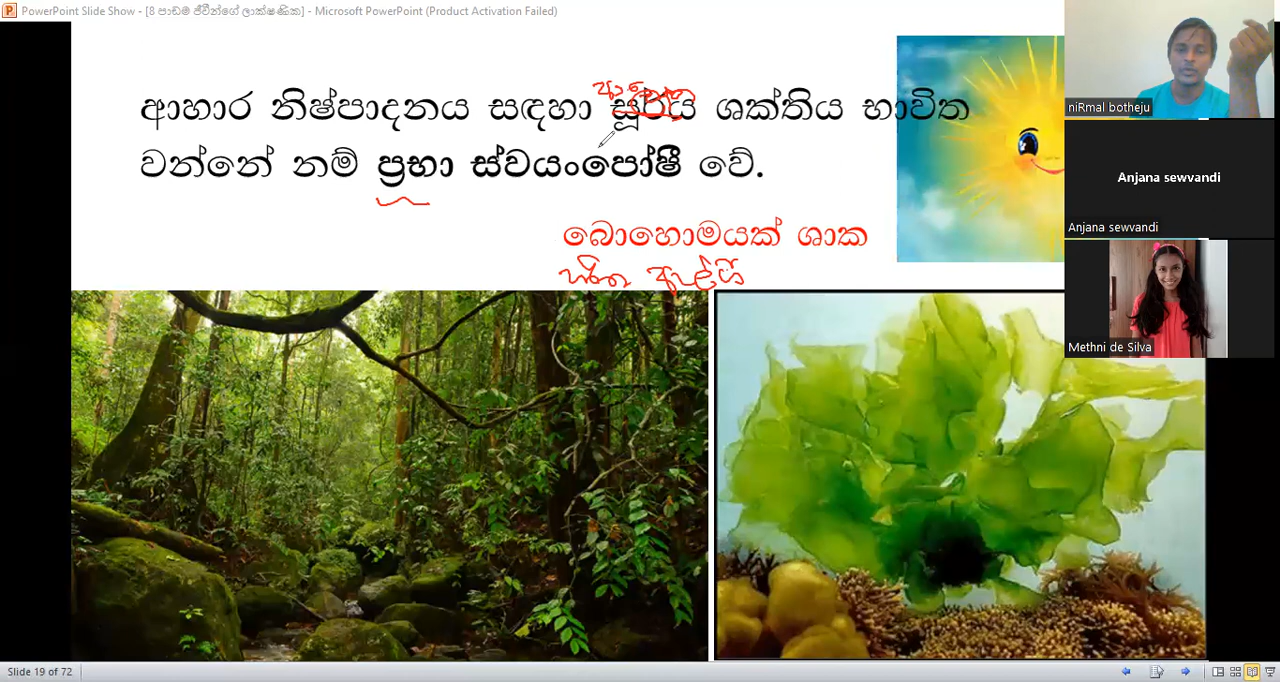 PowerPoint Slide Show - [8 පාඩම ජීවීන්ගේ ලාක්ෂණික] - Microsoft PowerPoint (Product Activation Failed)
ආහාර නිෂ්පාදනය සඳහා සූර්ය ශක්තිය භාවිත
වන්නේ නම් ප්‍රභා ස්වයංපෝෂී වේ.
බොහොමයක් ශාක
හරිත ඇල්ගී
niRmal botheju
Anjana sewvandi
Anjana sewvandi
Methni de Silva
Slide 19 of 72